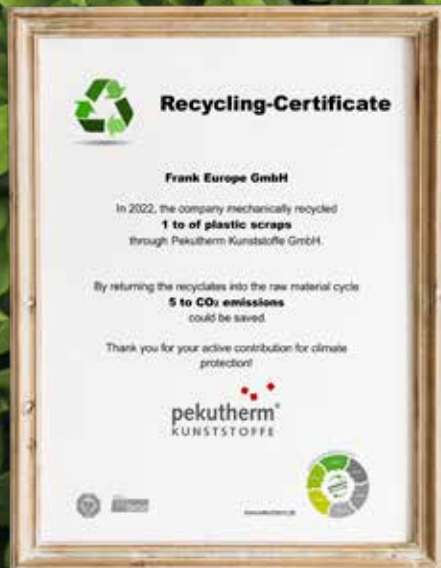 Recycling-Certificate
Frank Europe GmbH
In 2022, the company mechanically recycled
1 to of plastic scraps
through Pekutherm Kunststoffe GmbH.
By returning the recyclates into the raw material cycle
5 to CO₂ emissions
could be saved.
Thank you for your active contribution for climate
protection!
pekutherm®
KUNSTSTOFFE